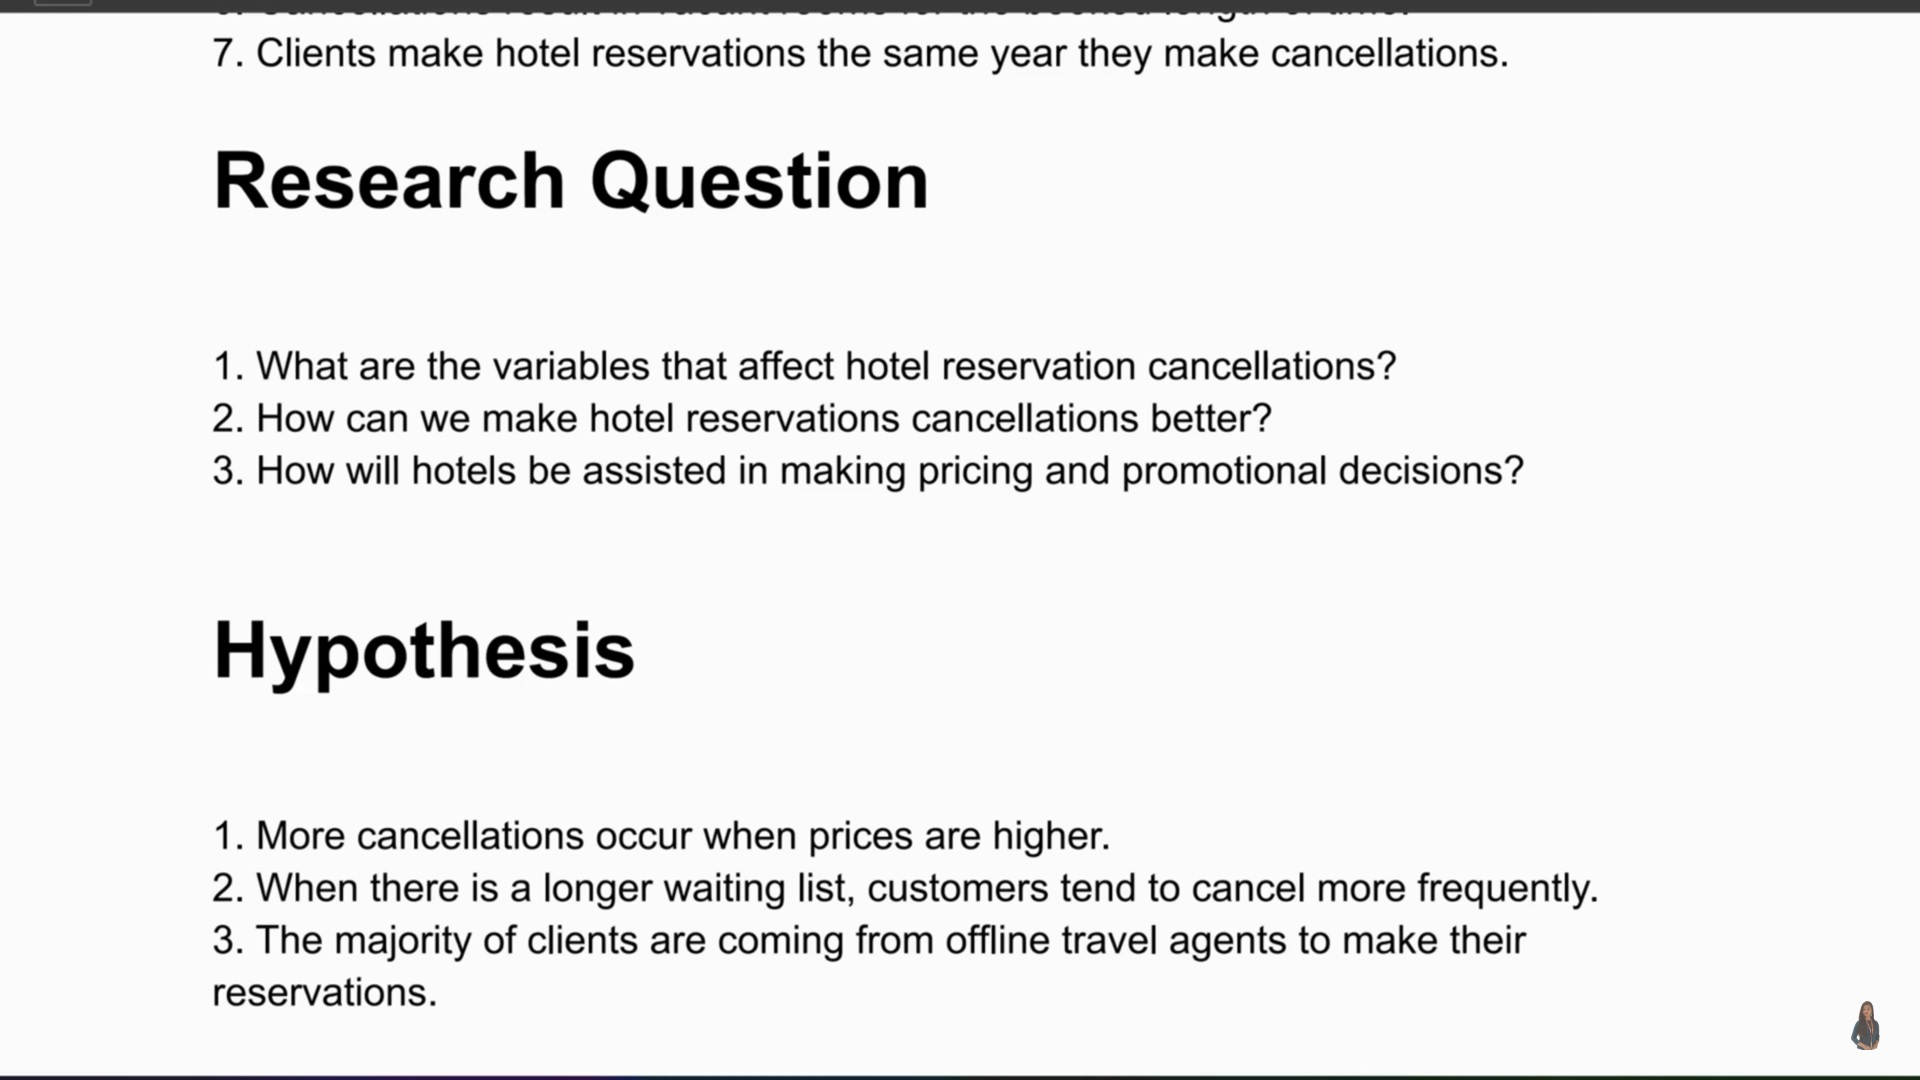 7. Clients make hotel reservations the same year they make cancellations.
Research Question
1. What are the variables that affect hotel reservation cancellations?
2. How can we make hotel reservations cancellations better?
3. How will hotels be assisted in making pricing and promotional decisions?
Hypothesis
1. More cancellations occur when prices are higher.
2. When there is a longer waiting list, customers tend to cancel more frequently.
3. The majority of clients are coming from offline travel agents to make their
reservations.